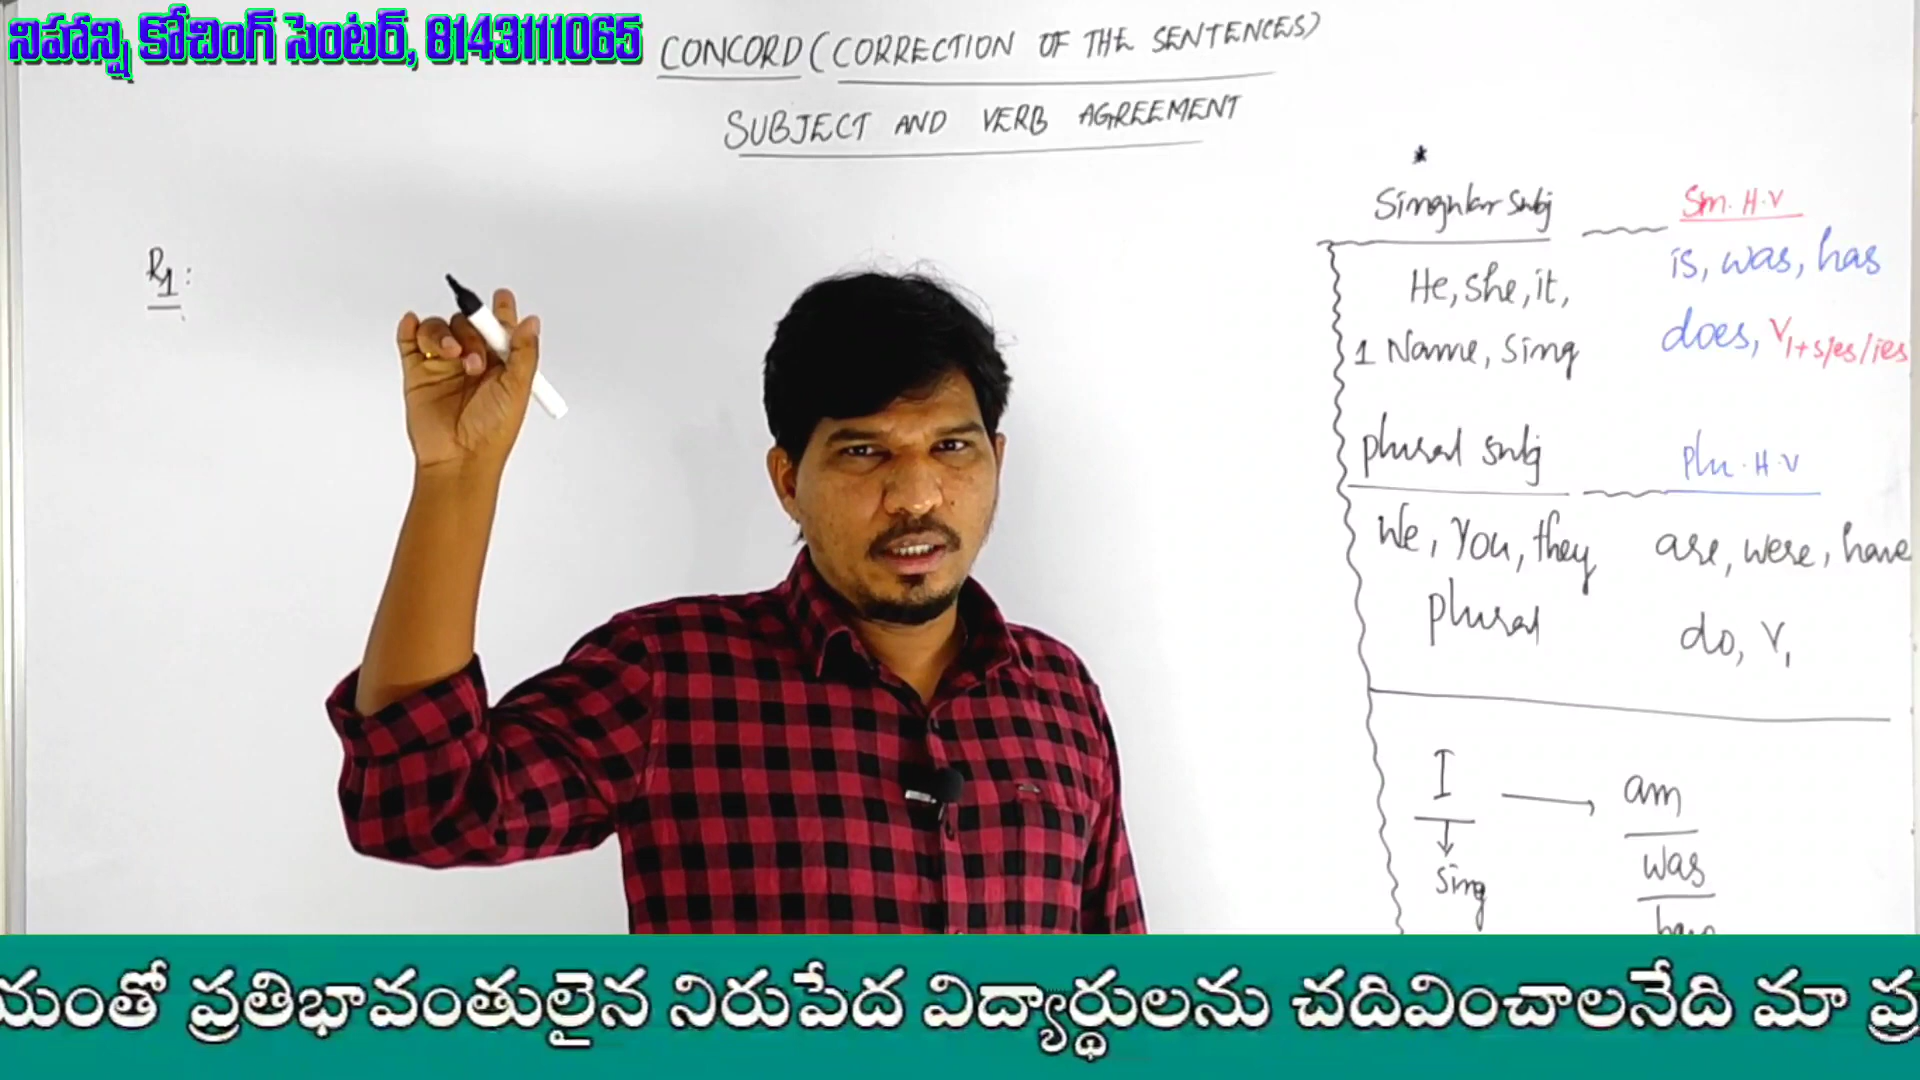 నిహాన్షి కోచింగ్ సెంటర్, 8143111065
CONCORD (CORRECTION OF THE SENTENCES)
SUBJECT AND VERB AGREEMENT
*
Singular Subj
Sin. H.V
R1:
He, She, it,
is, was, has
1 Name, Sing
does, V1+s/es/ies
plural subj
plu. H.V
We, You, they
are, were, have
plural
do, V1
I
am
Sing
was
యంతో ప్రతిభావంతులైన నిరుపేద విద్యార్థులను చదివించాలనేది మా ప్ర